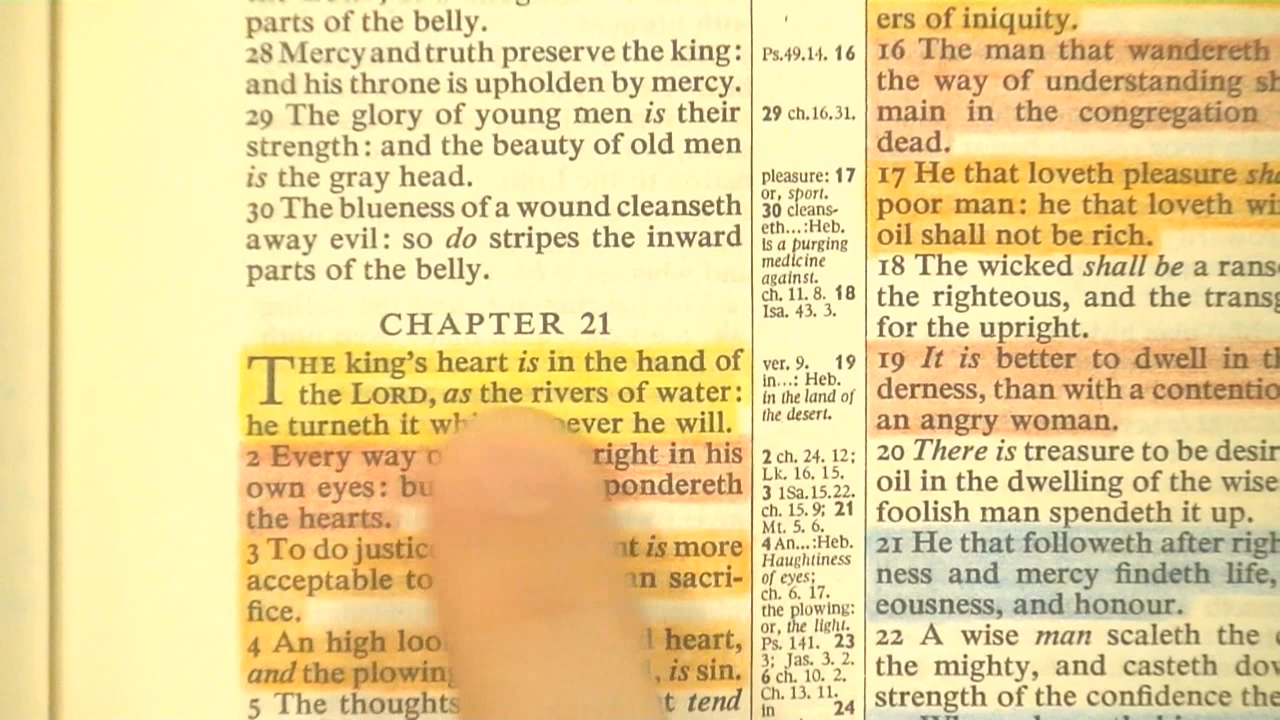 parts of the belly.
28 Mercy and truth preserve the king:
and his throne is upholden by mercy.
29 The glory of young men is their
strength: and the beauty of old men
is the gray head.
30 The blueness of a wound cleanseth
away evil: so do stripes the inward
parts of the belly.
CHAPTER 21
THE king's heart is in the hand of
the LORD, as the rivers of water:
he turneth it he will.
2 Every way right in his
own eyes: pondereth
the hearts.
3 To do is more
acceptable to sacri-
fice.
4 An high heart,
and the is sin.
5 The thoughts tend
Ps.49.14. 16
29 ch.16.31.
pleasure: 17
or, sport.
30 cleans-
eth...:Heb.
is a purging
medicine
against.
ch. 11. 8. 18
Isa. 43. 3.
ver. 9. 19
in...: Heb.
in the land of
the desert.
2 ch. 24. 12;
Lk. 16. 15.
3 1Sa.15.22.
ch. 15. 9; 21
Mt. 5. 6.
4 An...:Heb.
Haughtiness
of eyes;
ch. 6. 17.
the plowing:
or, the light.
Ps. 141. 23
3; Jas. 3. 2.
6 ch. 10. 2.
Ch. 13. 11.
in 24
ers of iniquity.
16 The man that wandereth
the way of understanding
main in the congregation
dead.
17 He that loveth pleasure
poor man: he that loveth
oil shall not be rich.
18 The wicked shall be a
the righteous, and the
for the upright.
19 It is better to dwell in
derness, than with a
an angry woman.
20 There is treasure to be
oil in the dwelling of the wise
foolish man spendeth it up.
21 He that followeth after
ness and mercy findeth life,
eousness, and honour.
22 A wise man scaleth the
the mighty, and casteth
strength of the confidence